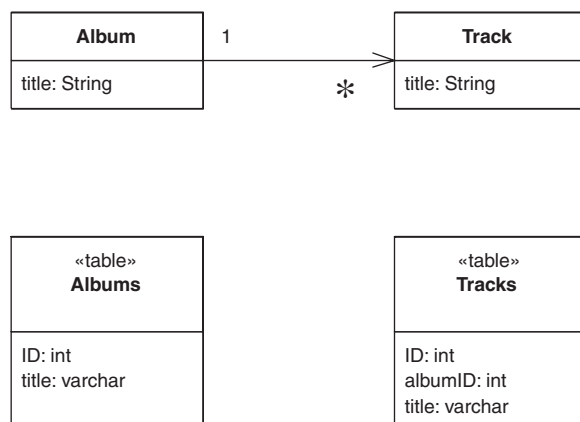 Album
1
Track
title: String
*
title: String
«table»
Albums
«table»
Tracks
ID: int
title: varchar
ID: int
albumID: int
title: varchar